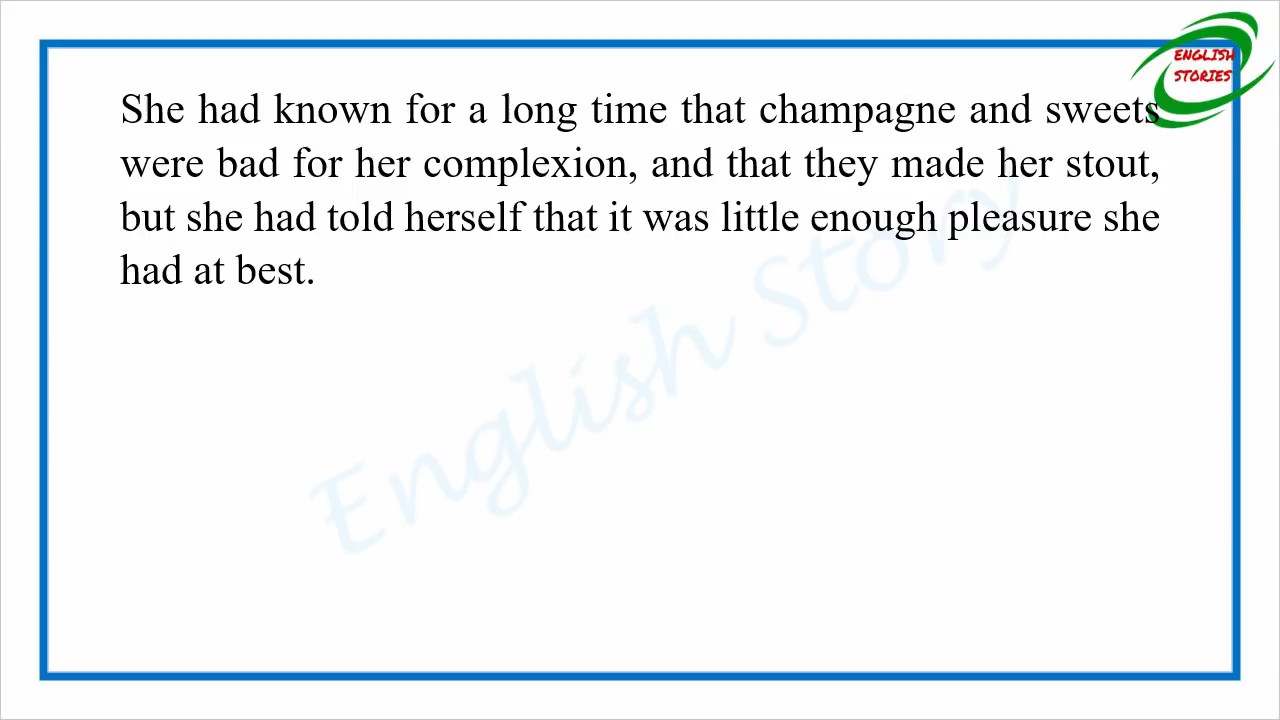 ENGLISH
STORIES
She had known for a long time that champagne and sweets
were bad for her complexion, and that they made her stout,
but she had told herself that it was little enough pleasure she
had at best.
English Story